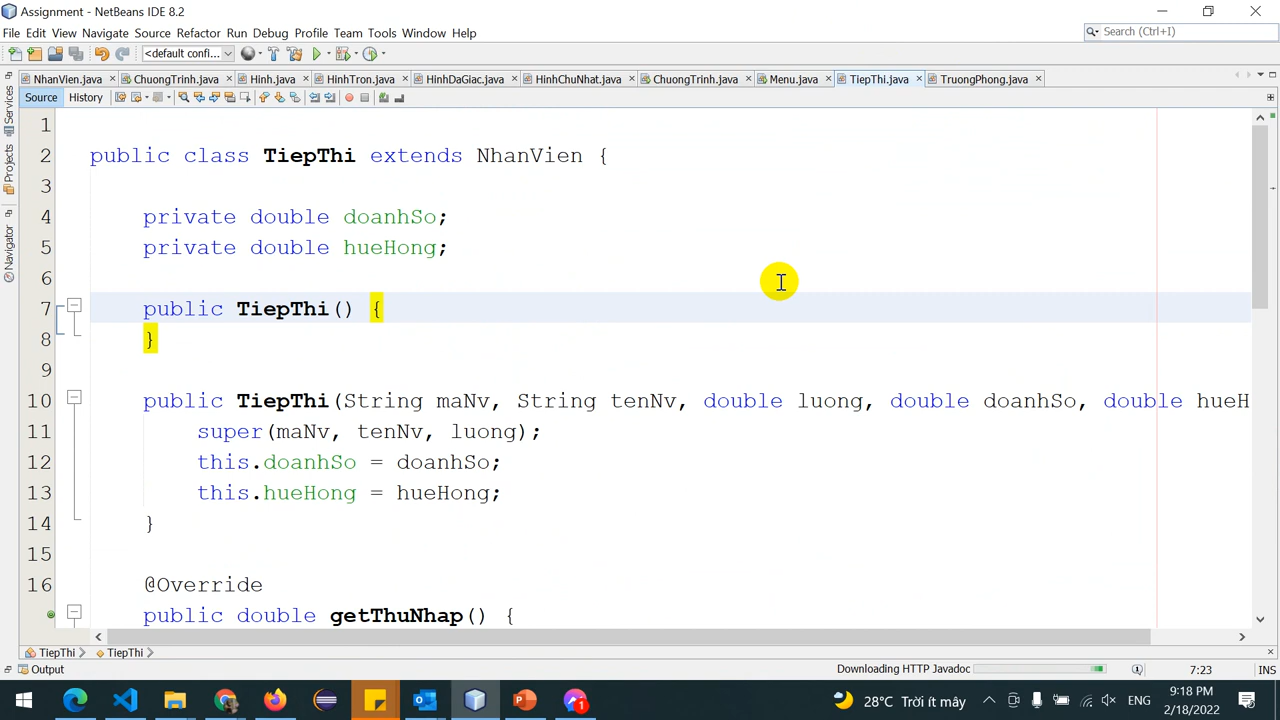 Assignment - NetBeans IDE 8.2
File Edit View Navigate Source Refactor Run Debug Profile Team Tools Window Help
Search (Ctrl+I)
<default confi...
NhanVien.java ChuongTrinh.java Hinh.java HinhTron.java HinhDaGiac.java HinhChuNhat.java ChuongTrinh.java Menu.java TiepThi.java TruongPhong.java
Source History
Services
Projects
Navigator
1
2 public class TiepThi extends NhanVien {
3
4 private double doanhSo;
5 private double hueHong;
6
7 public TiepThi() {
8 }
9
10 public TiepThi(String maNv, String tenNv, double luong, double doanhSo, double hueH
11 super(maNv, tenNv, luong);
12 this.doanhSo = doanhSo;
13 this.hueHong = hueHong;
14 }
15
16 @Override
public double getThuNhap() {
TiepThi TiepThi
Output
Downloading HTTP Javadoc
7:23
INS
1
28°C Trời ít mây
ENG
9:18 PM
2/18/2022